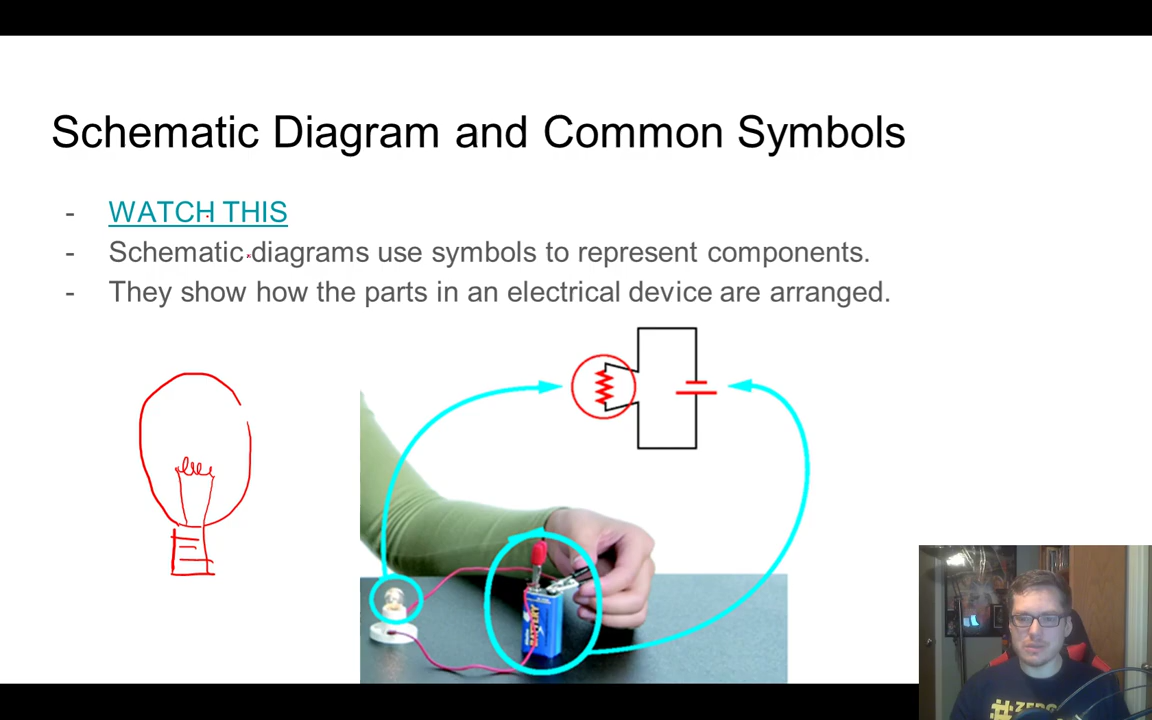 Schematic Diagram and Common Symbols
- WATCH THIS
- Schematic diagrams use symbols to represent components.
- They show how the parts in an electrical device are arranged.
BATTERY